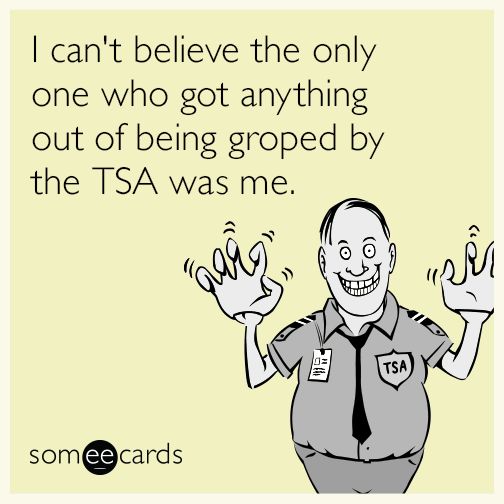 I can't believe the only
one who got anything
out of being groped by
the TSA was me.
TSA
someecards